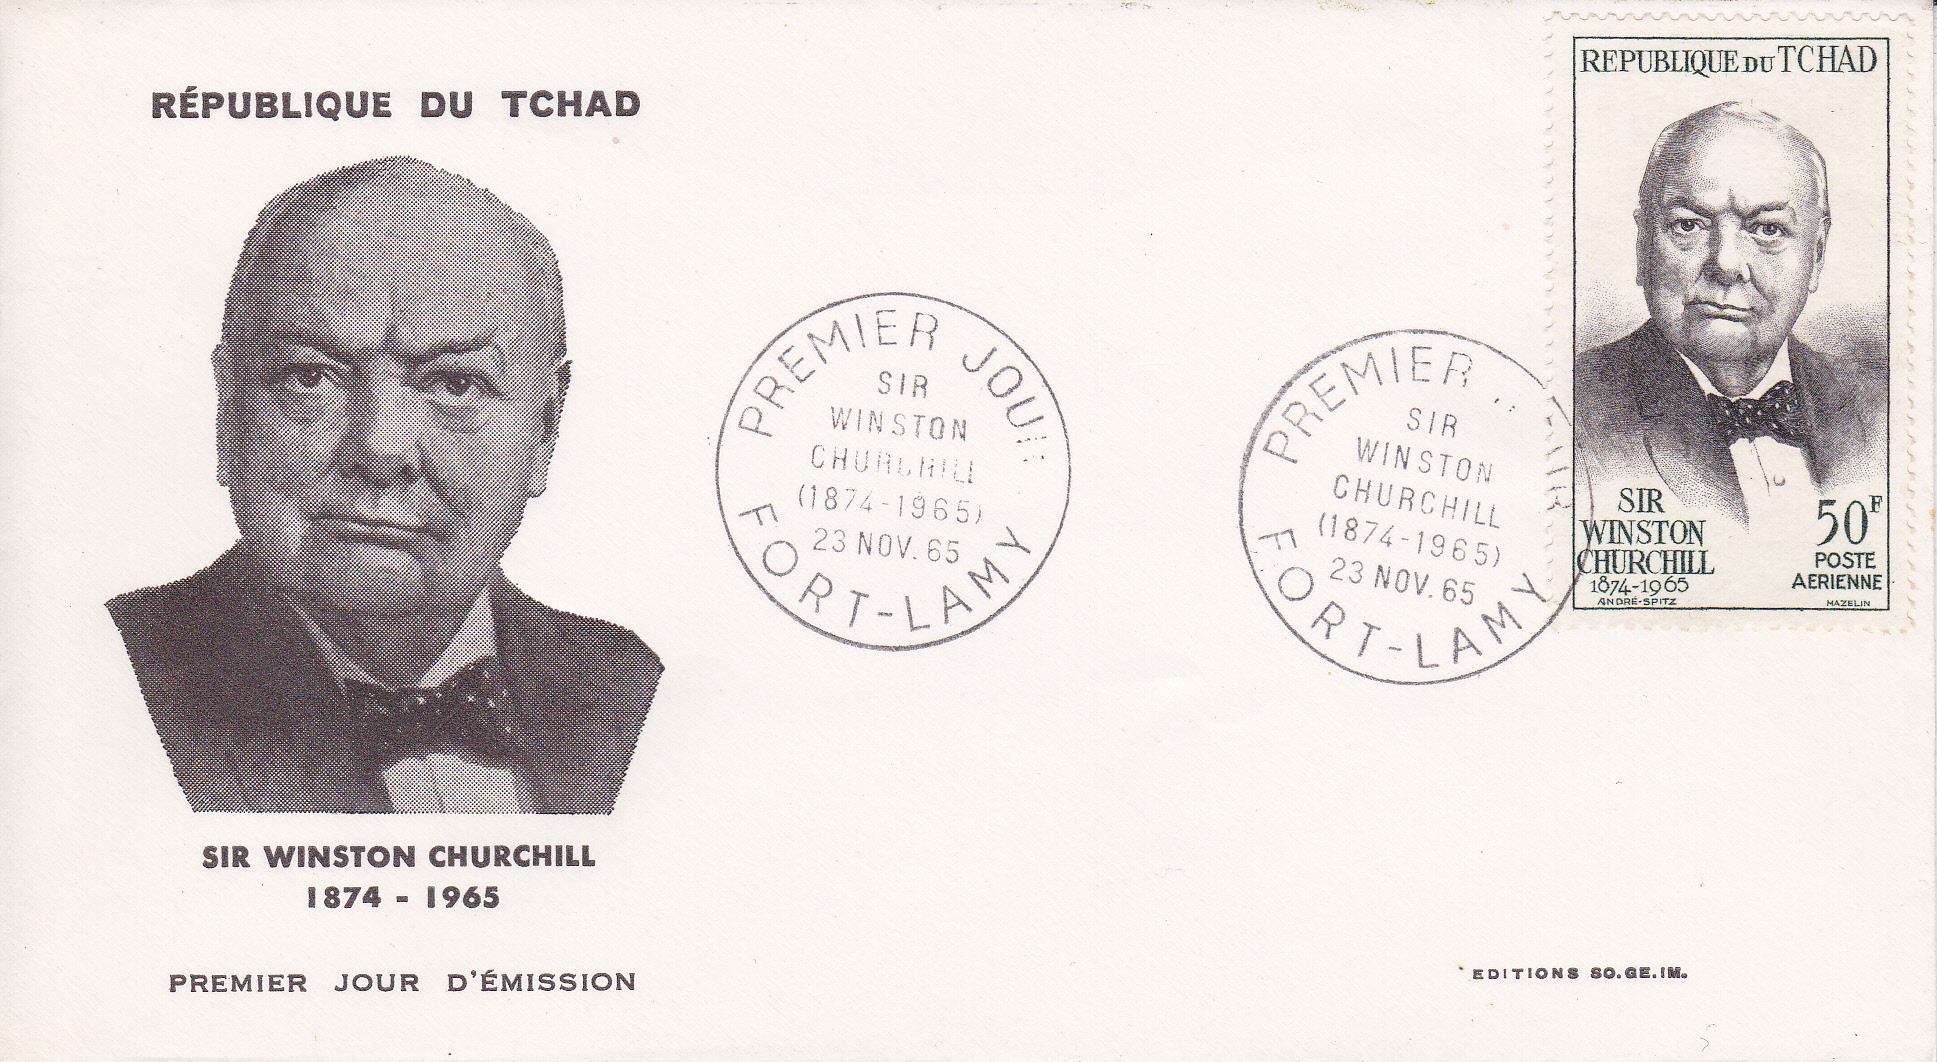 RÉPUBLIQUE DU TCHAD
SIR WINSTON CHURCHILL
1874 - 1965
PREMIER JOUR D'ÉMISSION
PREMIER JOUR
SIR
WINSTON
CHURCHILL
(1874-1965)
23 NOV. 65
FORT-LAMY
PREMIER
SIR
WINSTON
CHURCHILL
(1874-1965)
23 NOV. 65
FORT-LAMY
REPUBLIQUE DU TCHAD
SIR
WINSTON
CHURCHILL
1874-1965
ANDRÉ-SPITZ
50F
POSTE
AERIENNE
MAZELIN
EDITIONS SO.GE.IM.